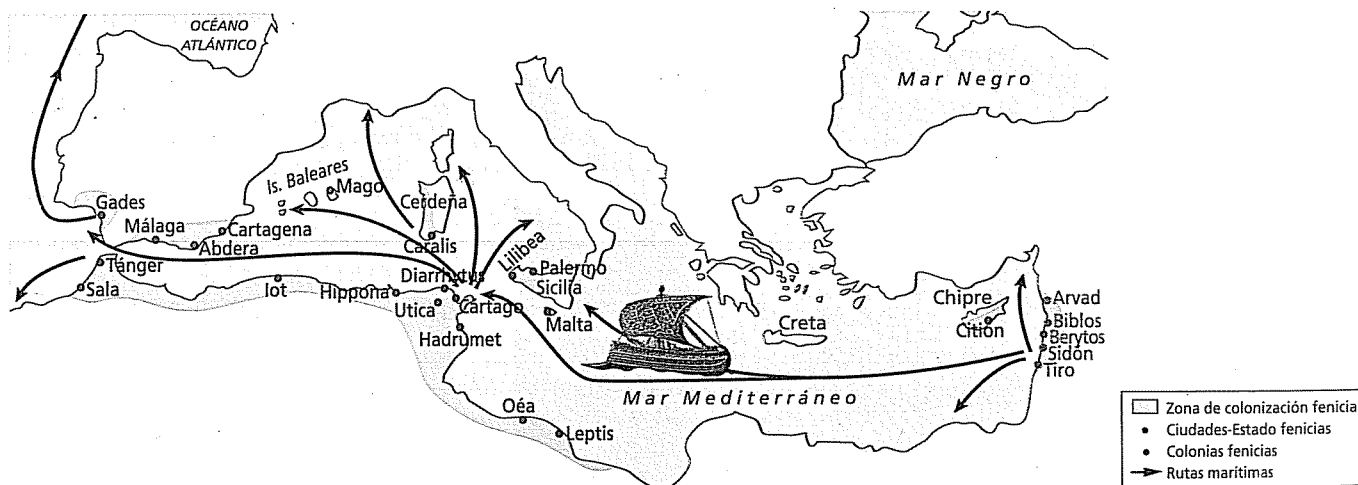 OCÉANO
ATLÁNTICO
Mar Negro
Is. Baleares
Mago
Cerdeña
Gades
Málaga
Abdera
Cartagena
Caralis
Lilibea
Palermo
Sicilia
Tánger
Sala
Iot
Hippona
Diarrhytus
Utica
Cartago
Malta
Hadrumet
Creta
Chipre
Citión
Arvad
Biblos
Berytos
Sidón
Tiro
Mar Mediterráneo
Oéa
Leptis
Zona de colonización fenicia
Ciudades-Estado fenicias
Colonias fenicias
Rutas marítimas